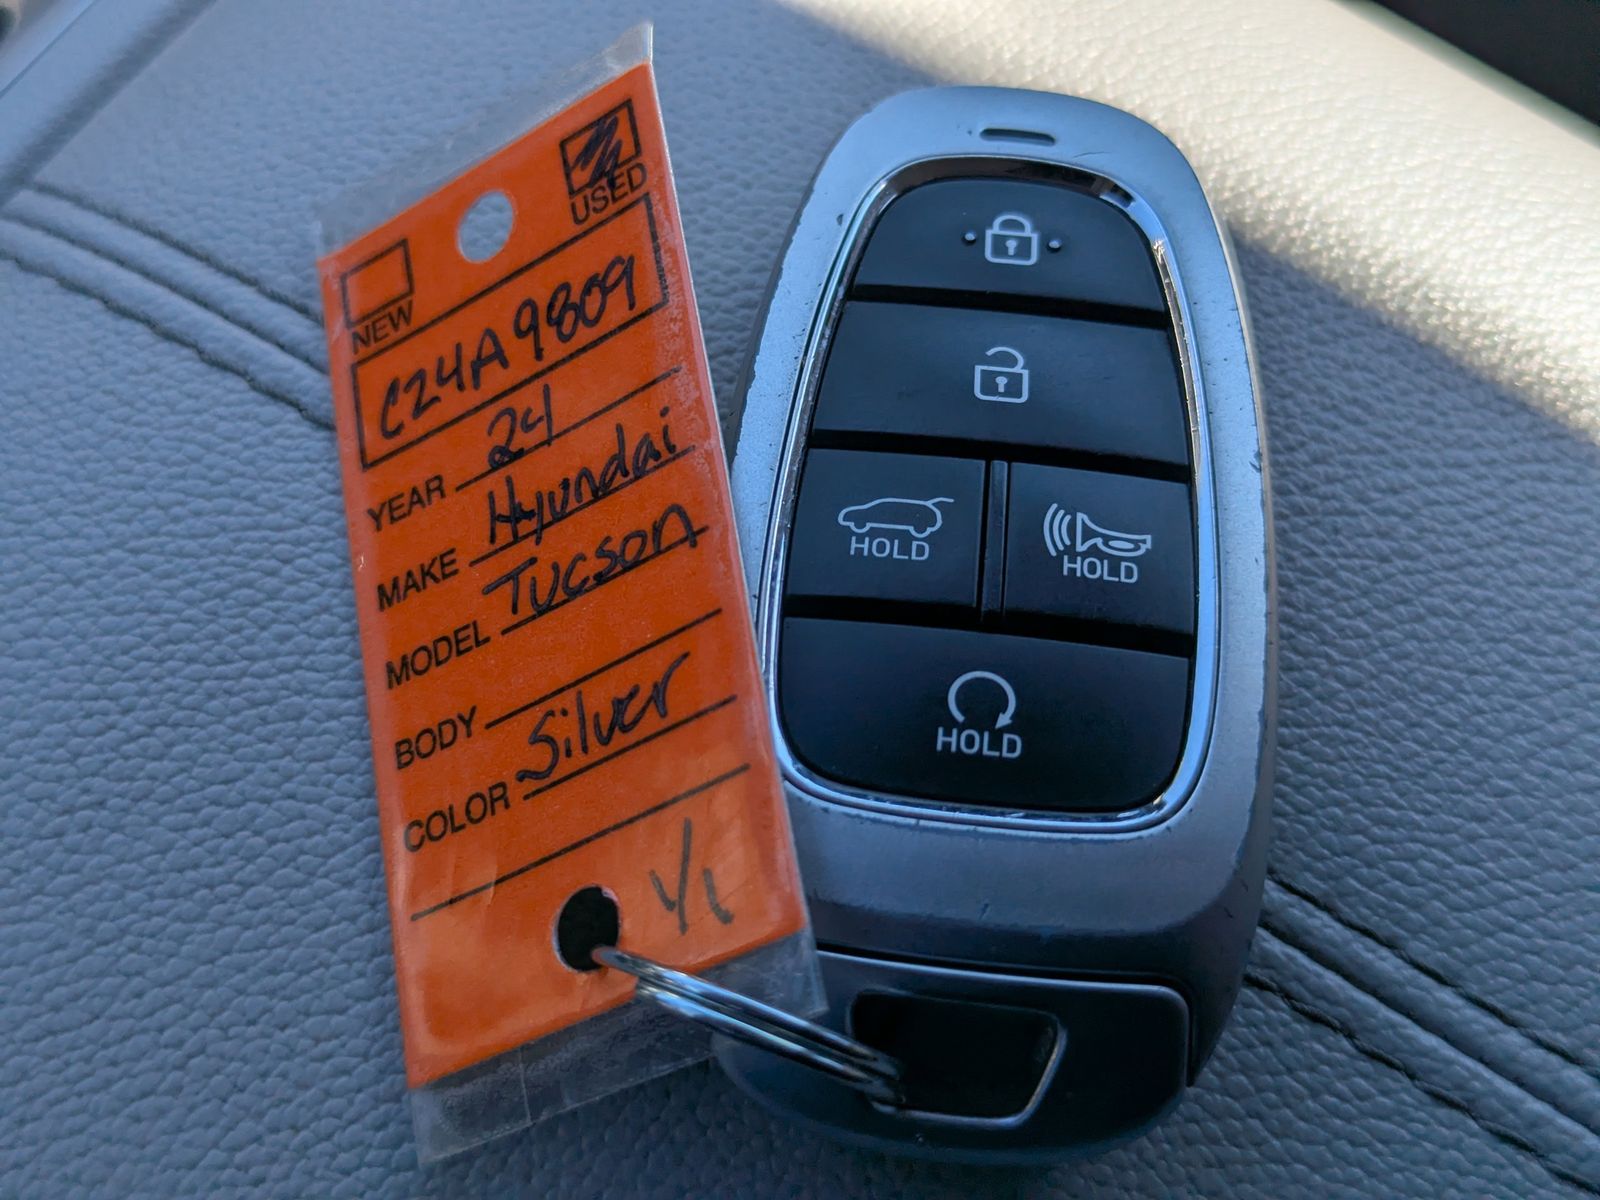 USED
NEW
C24A9809
YEAR 24
MAKE Hyundai
MODEL Tucson
BODY
COLOR Silver
1/1
HOLD
HOLD
HOLD